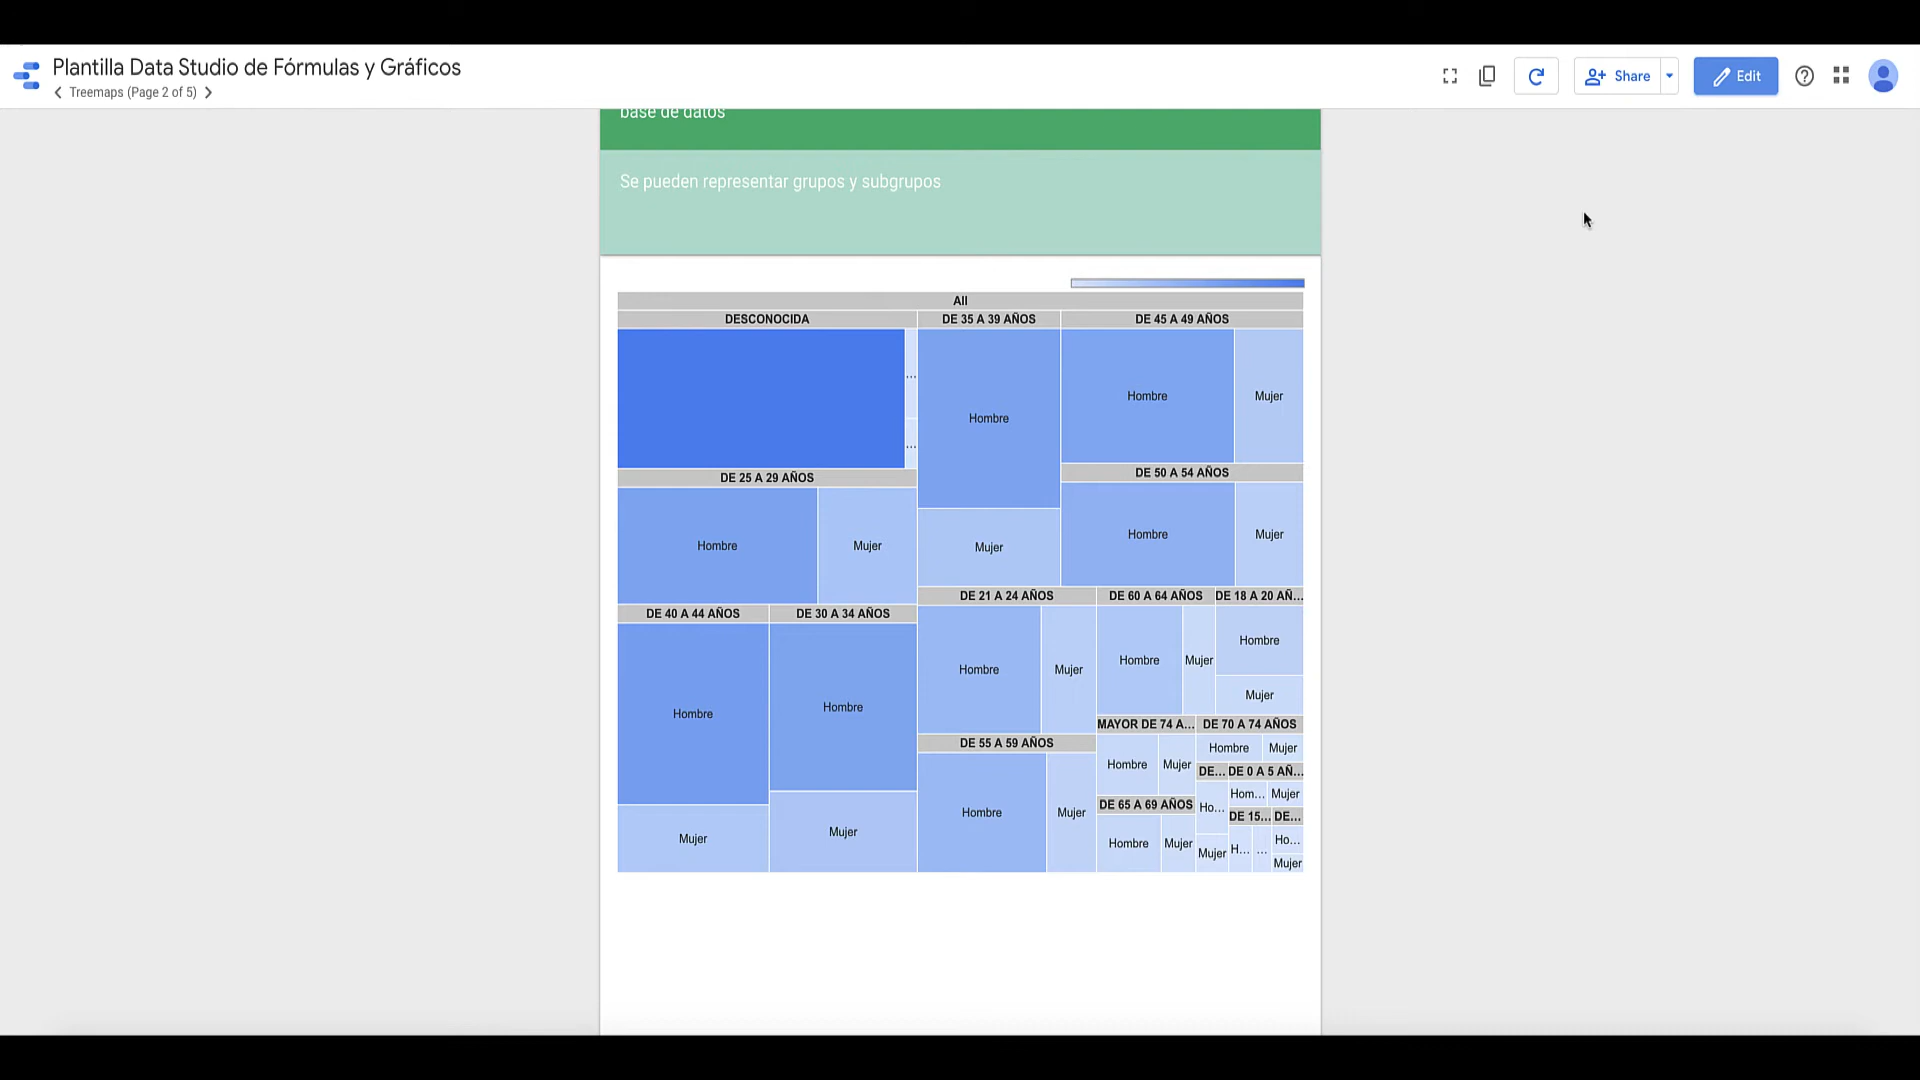 Plantilla Data Studio de Fórmulas y Gráficos
Treemaps (Page 2 of 5)
Share
Edit
base de datos
Se pueden representar grupos y subgrupos
All
DESCONOCIDA
DE 35 A 39 AÑOS
DE 45 A 49 AÑOS
...
Hombre
Mujer
Hombre
...
DE 25 A 29 AÑOS
DE 50 A 54 AÑOS
Hombre
Mujer
Mujer
Hombre
Mujer
DE 40 A 44 AÑOS
DE 30 A 34 AÑOS
DE 21 A 24 AÑOS
DE 60 A 64 AÑOS
DE 18 A 20 AÑ...
Hombre
Mujer
Hombre
Mujer
Hombre
Mujer
Hombre
Mujer
Hombre
Mujer
MAYOR DE 74 A...
DE 70 A 74 AÑOS
Hombre
Mujer
DE 55 A 59 AÑOS
Hombre
Mujer
Hombre
Mujer
DE...
DE 0 A 5 AÑ...
Hom...
Mujer
DE 65 A 69 AÑOS
Ho...
DE 15...
DE...
Hombre
Mujer
Mujer
H...
...
Ho...
Mujer